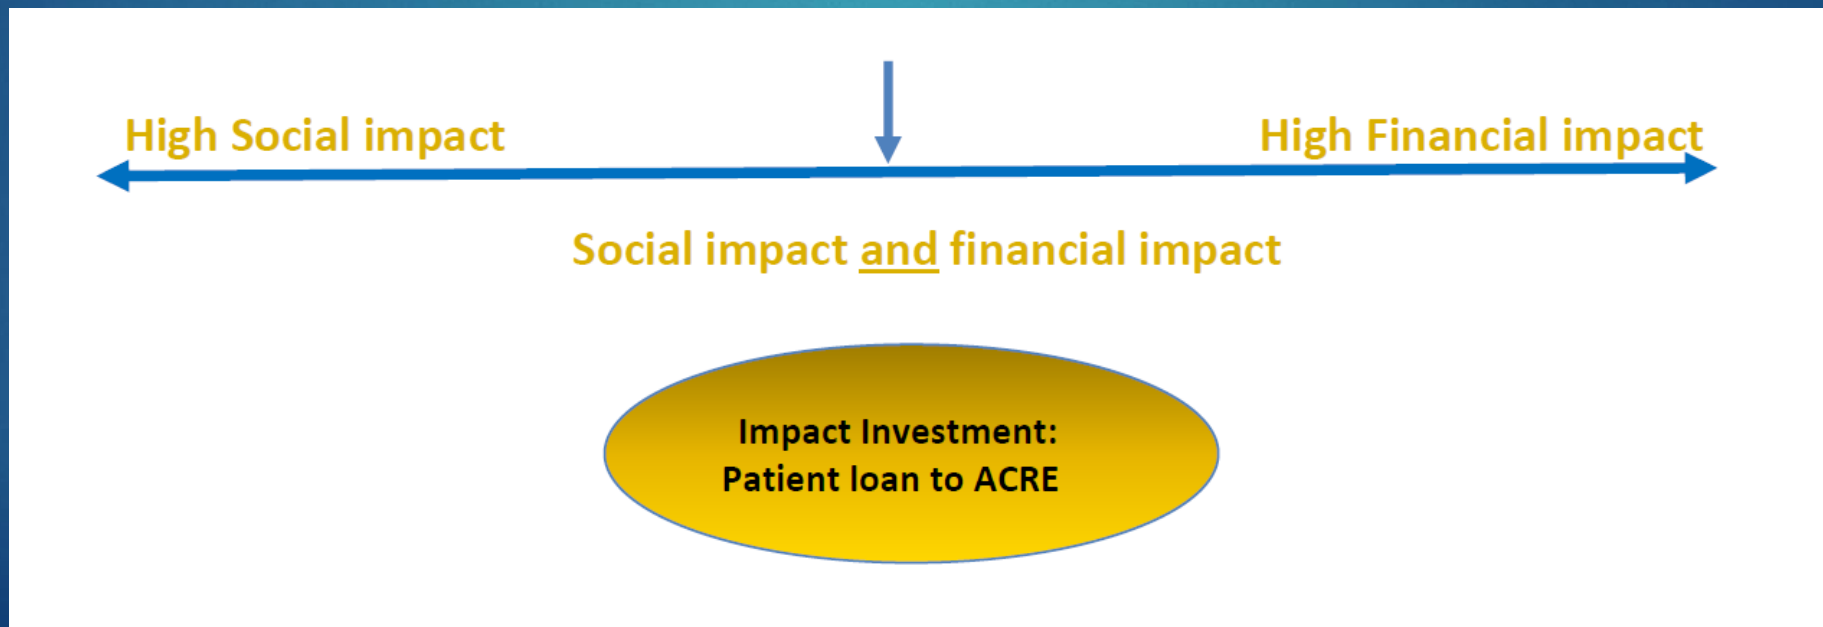 High Social impact
High Financial impact
Social impact and financial impact
Impact Investment:
Patient loan to ACRE